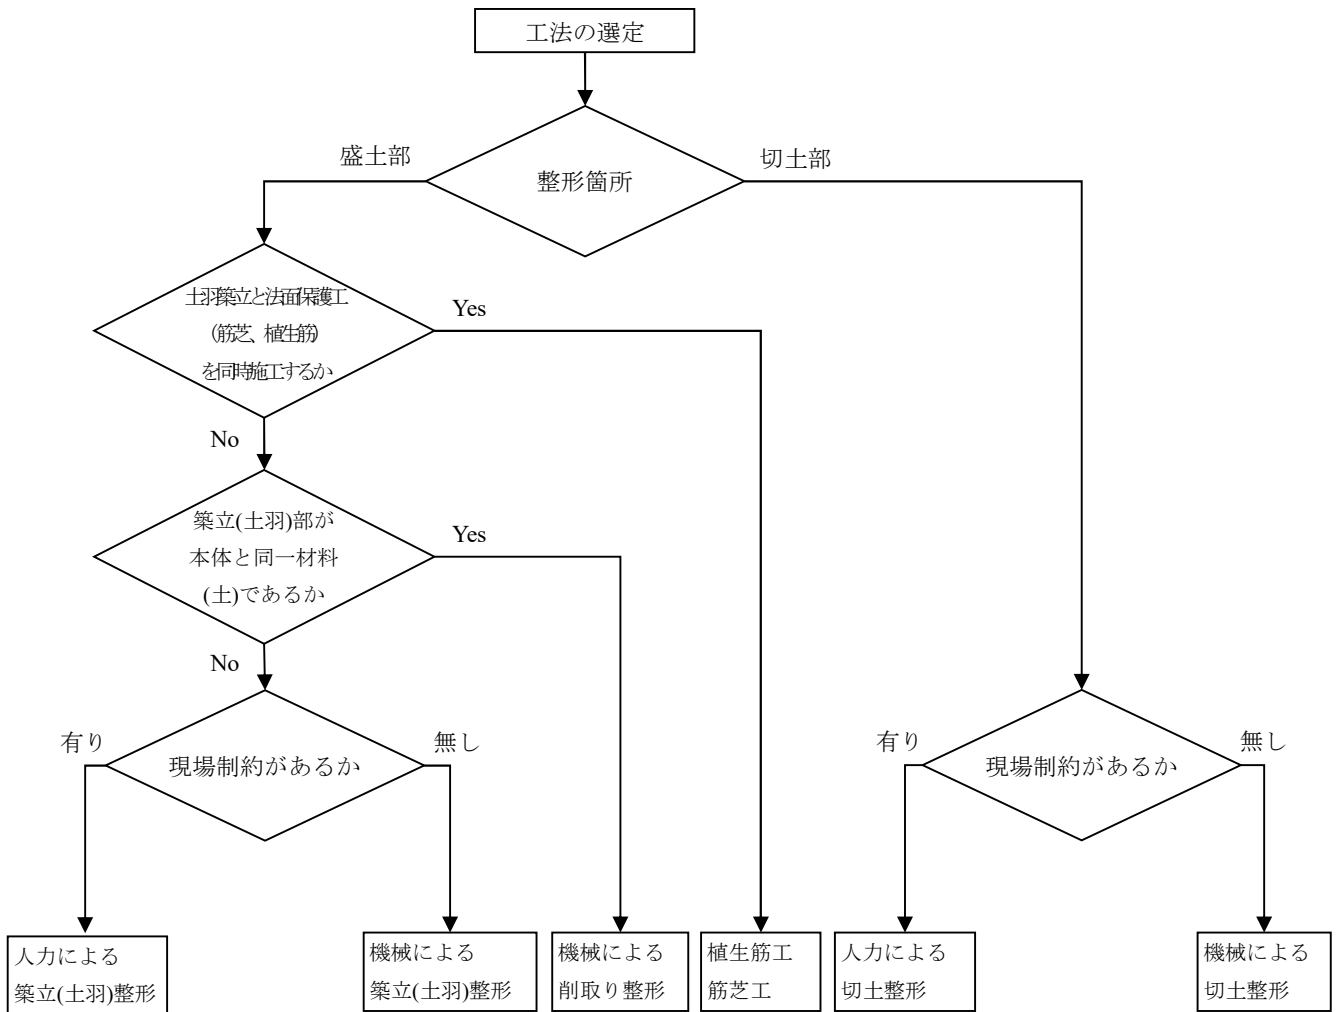 工法の選定
盛土部
切土部
整形箇所
土羽築立と法面保護工
(筋芝、植生筋)
を同時施工するか
Yes
No
築立(土羽)部が
本体と同一材料
(土)であるか
Yes
No
有り
現場制約があるか
無し
有り
現場制約があるか
無し
人力による
築立(土羽)整形
機械による
築立(土羽)整形
機械による
削取り整形
植生筋工
筋芝工
人力による
切土整形
機械による
切土整形